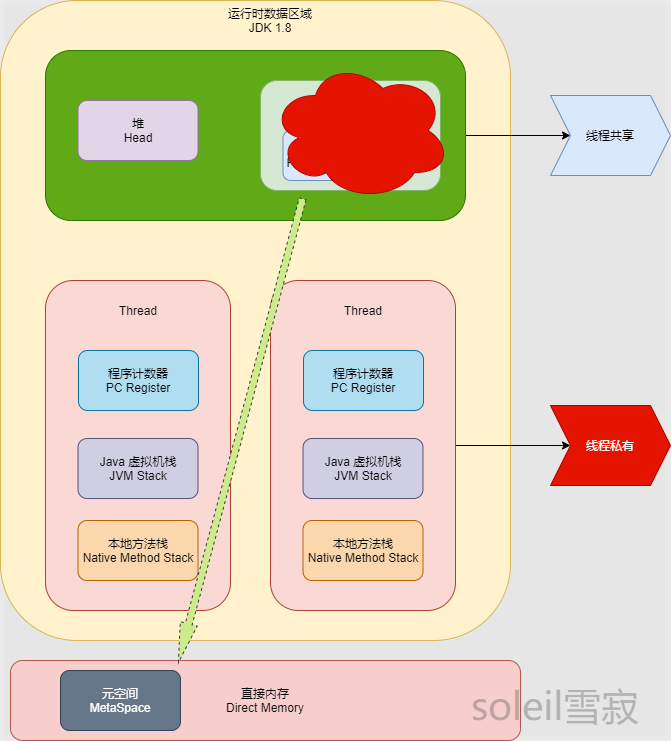 运行时数据区域
JDK 1.8
堆
Head
线程共享
Thread
Thread
程序计数器
PC Register
程序计数器
PC Register
Java 虚拟机栈
JVM Stack
Java 虚拟机栈
JVM Stack
线程私有
本地方法栈
Native Method Stack
本地方法栈
Native Method Stack
元空间
MetaSpace
直接内存
Direct Memory
soleil雪寂